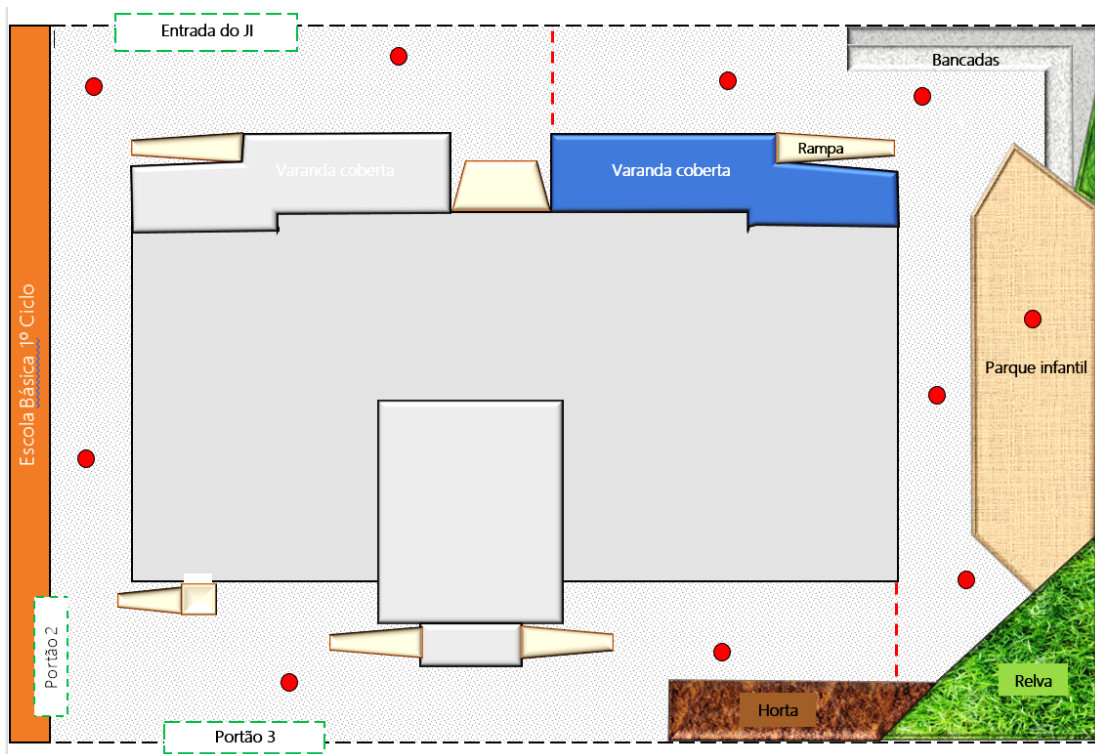 Entrada do JI
Bancadas
Varanda coberta
Varanda coberta
Rampa
Escola Básica 1º Ciclo
Parque infantil
Portão 2
Relva
Horta
Portão 3